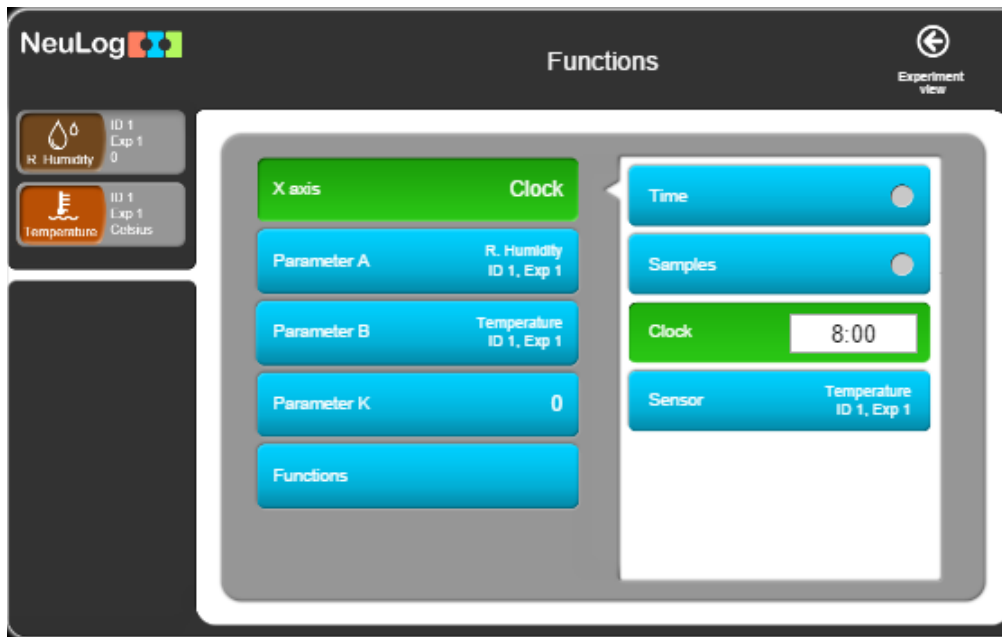 NeuLog
Functions
Experiment
view
ID 1
Exp 1
0
R. Humidity
ID 1
Exp 1
Celsius
Temperature
X axis Clock
Parameter A
R. Humidity
ID 1, Exp 1
Parameter B
Temperature
ID 1, Exp 1
Parameter K 0
Functions
Time
Samples
Clock 8:00
Sensor
Temperature
ID 1, Exp 1